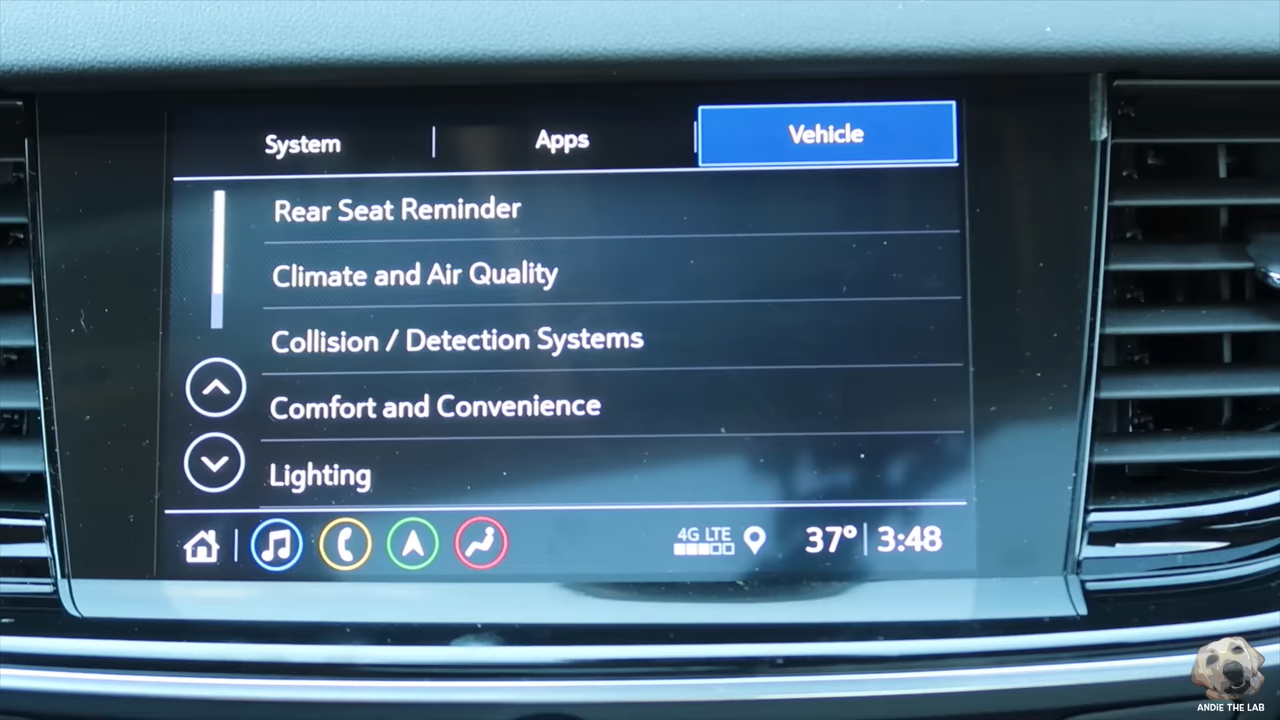 System
Apps
Vehicle
Rear Seat Reminder
Climate and Air Quality
Collision / Detection Systems
Comfort and Convenience
Lighting
4G LTE
37° 3:48
ANDIE THE LAB